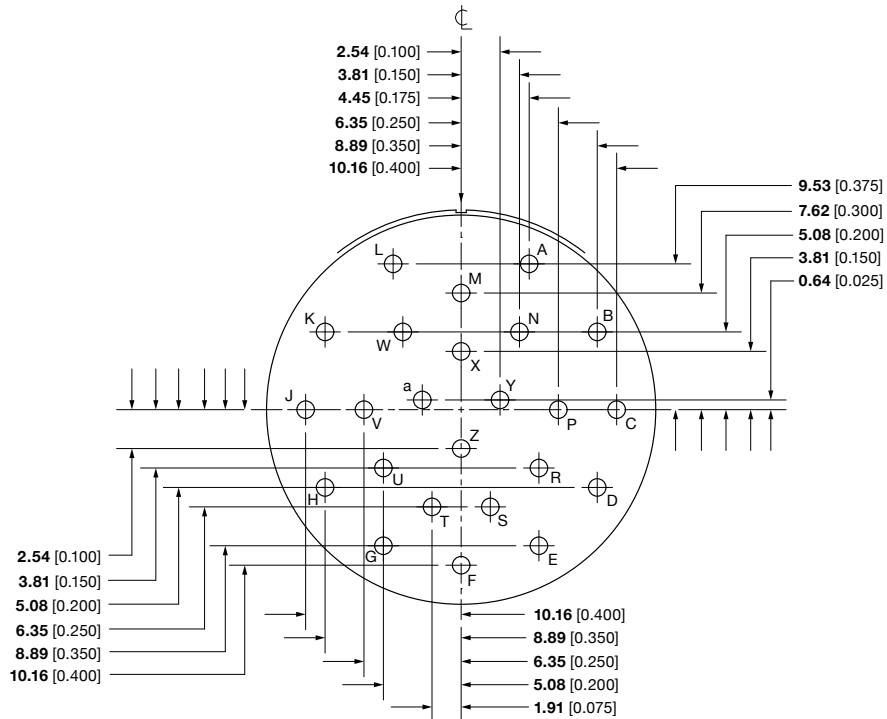 ℄
2.54 [0.100]
3.81 [0.150]
4.45 [0.175]
6.35 [0.250]
8.89 [0.350]
10.16 [0.400]
9.53 [0.375]
7.62 [0.300]
5.08 [0.200]
3.81 [0.150]
0.64 [0.025]
L
A
M
K
W
N
B
X
J
V
a
Y
P
C
Z
U
R
H
D
T
S
G
E
F
2.54 [0.100]
3.81 [0.150]
5.08 [0.200]
6.35 [0.250]
8.89 [0.350]
10.16 [0.400]
10.16 [0.400]
8.89 [0.350]
6.35 [0.250]
5.08 [0.200]
1.91 [0.075]